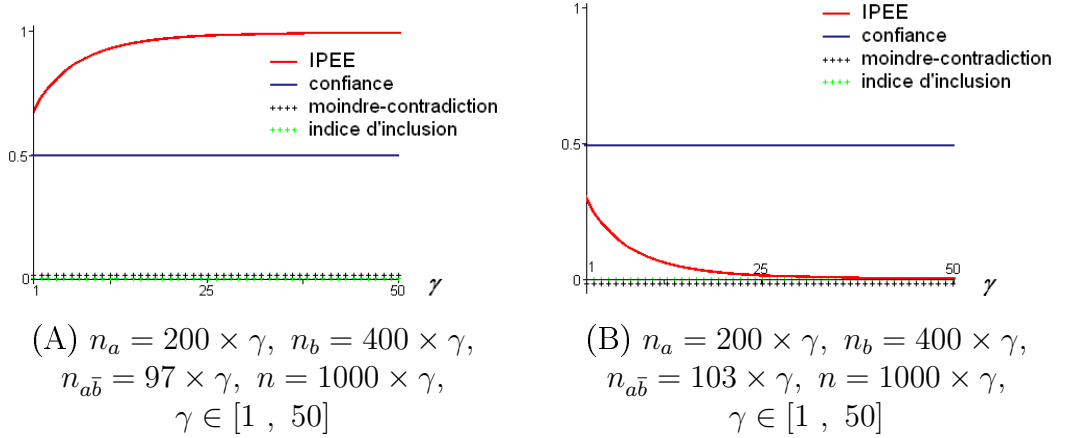 1
IPEE
confiance
moindre-contradiction
indice d'inclusion
0.5
0
1
25
50
γ
(A) n_a = 200 × γ, n_b = 400 × γ,
n_{ab̄} = 97 × γ, n = 1000 × γ,
γ ∈ [1 , 50]
1
IPEE
confiance
moindre-contradiction
indice d'inclusion
0.5
0
1
25
50
γ
(B) n_a = 200 × γ, n_b = 400 × γ,
n_{ab̄} = 103 × γ, n = 1000 × γ,
γ ∈ [1 , 50]